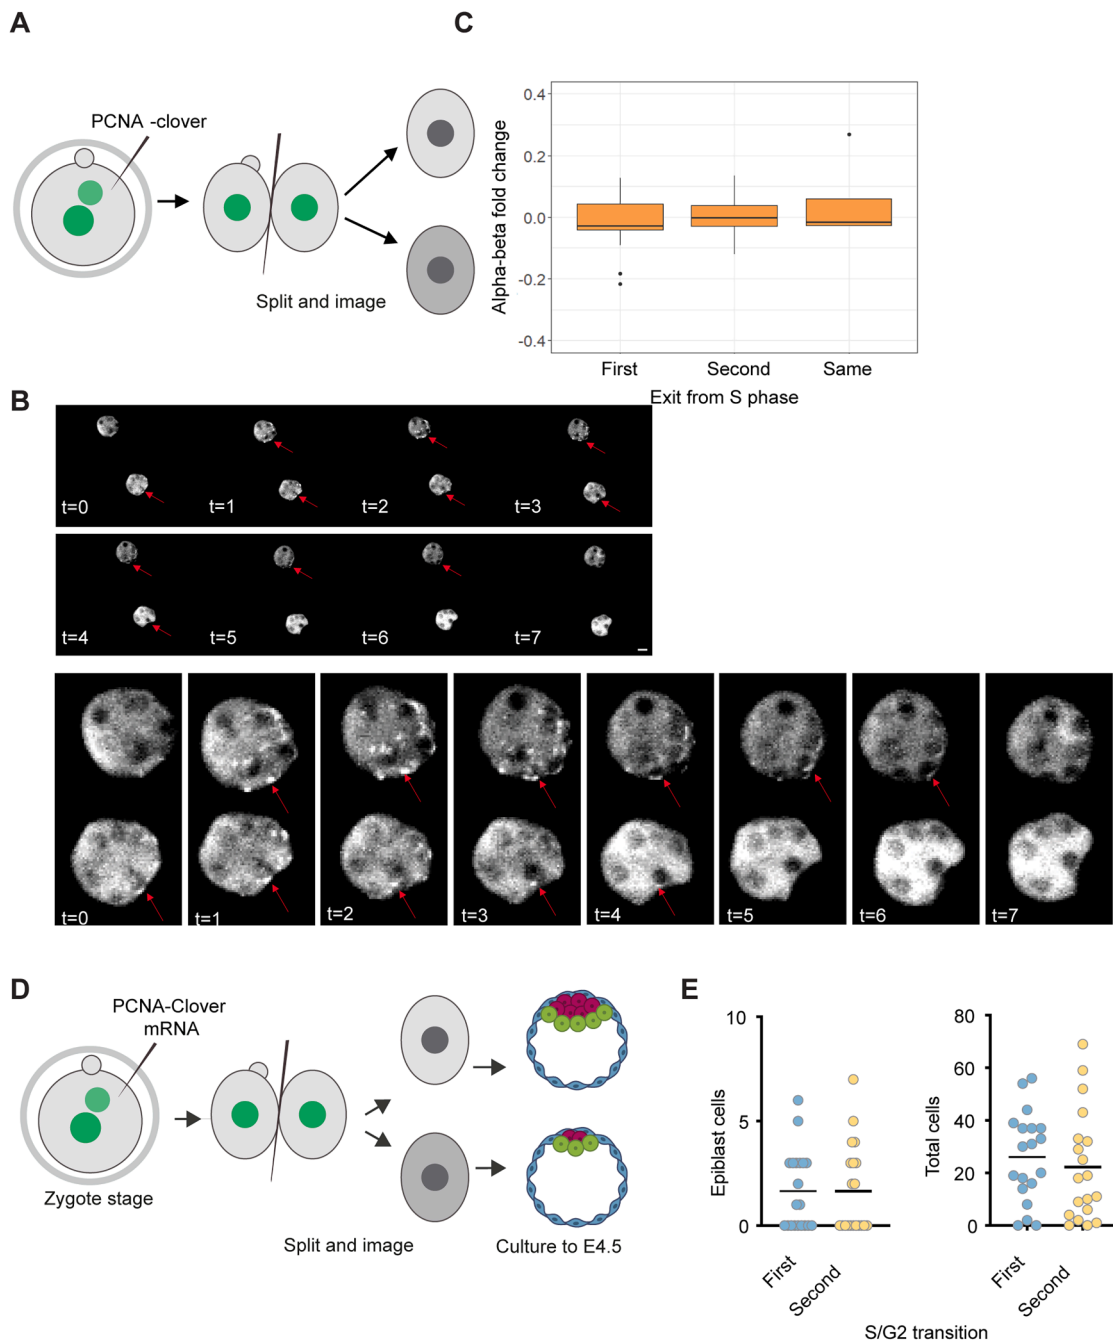 A
PCNA -clover
Split and image
C
Alpha-beta fold change
0.4
0.2
0.0
-0.2
-0.4
First
Second
Same
Exit from S phase
B
t=0
t=1
t=2
t=3
t=4
t=5
t=6
t=7
t=0
t=1
t=2
t=3
t=4
t=5
t=6
t=7
D
PCNA-Clover
mRNA
Zygote stage
Split and image
Culture to E4.5
E
Epiblast cells
10
5
0
First
Second
Total cells
80
60
40
20
0
First
Second
S/G2 transition